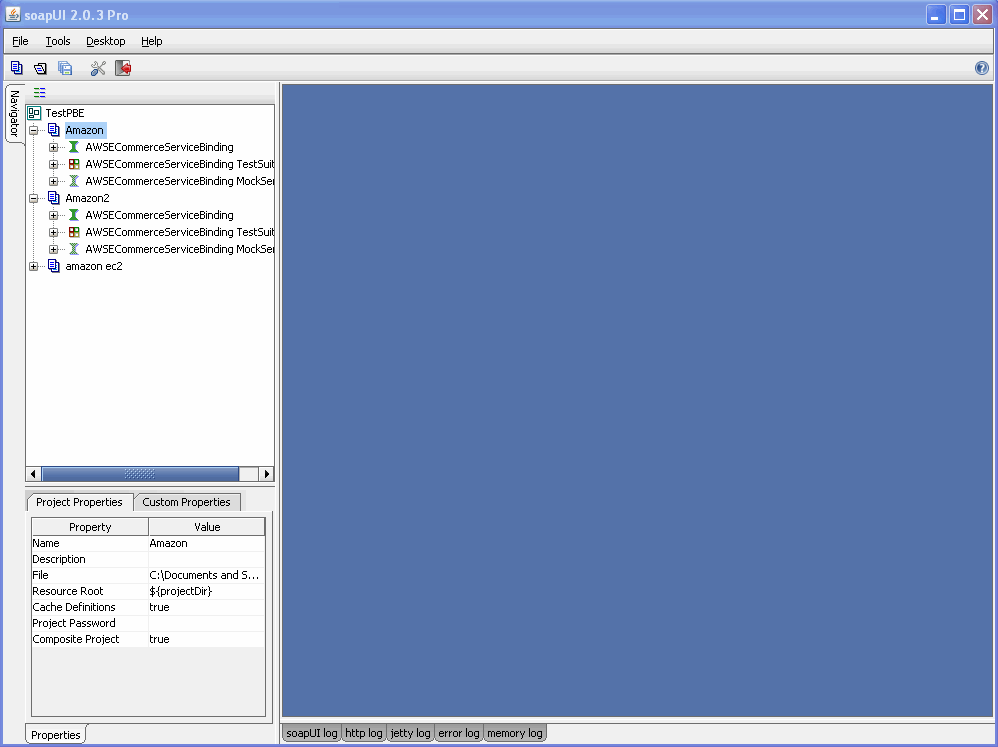 soapUI 2.0.3 Pro
File Tools Desktop Help
Navigator
TestPBE
Amazon
AWSECommerceServiceBinding
AWSECommerceServiceBinding TestSuit
AWSECommerceServiceBinding MockSer
Amazon2
AWSECommerceServiceBinding
AWSECommerceServiceBinding TestSuit
AWSECommerceServiceBinding MockSer
amazon ec2
Project Properties Custom Properties
Property Value
Name Amazon
Description
File C:\Documents and S...
Resource Root ${projectDir}
Cache Definitions true
Project Password
Composite Project true
Properties
soapUI log http log jetty log error log memory log